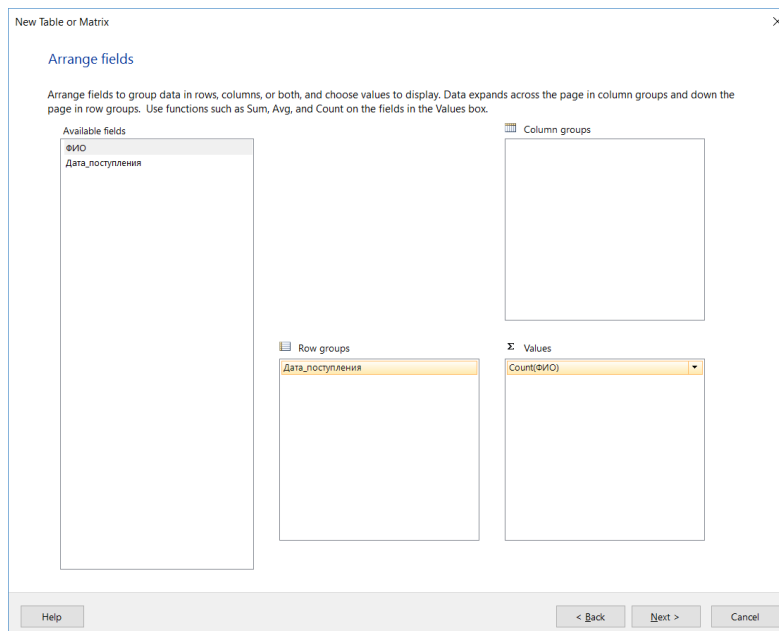 New Table or Matrix
Arrange fields
Arrange fields to group data in rows, columns, or both, and choose values to display. Data expands across the page in column groups and down the
page in row groups. Use functions such as Sum, Avg, and Count on the fields in the Values box.
Available fields
ФИО
Дата_поступления
Column groups
Row groups
Дата_поступления
Σ Values
Count(ФИО)
Help
< Back
Next >
Cancel